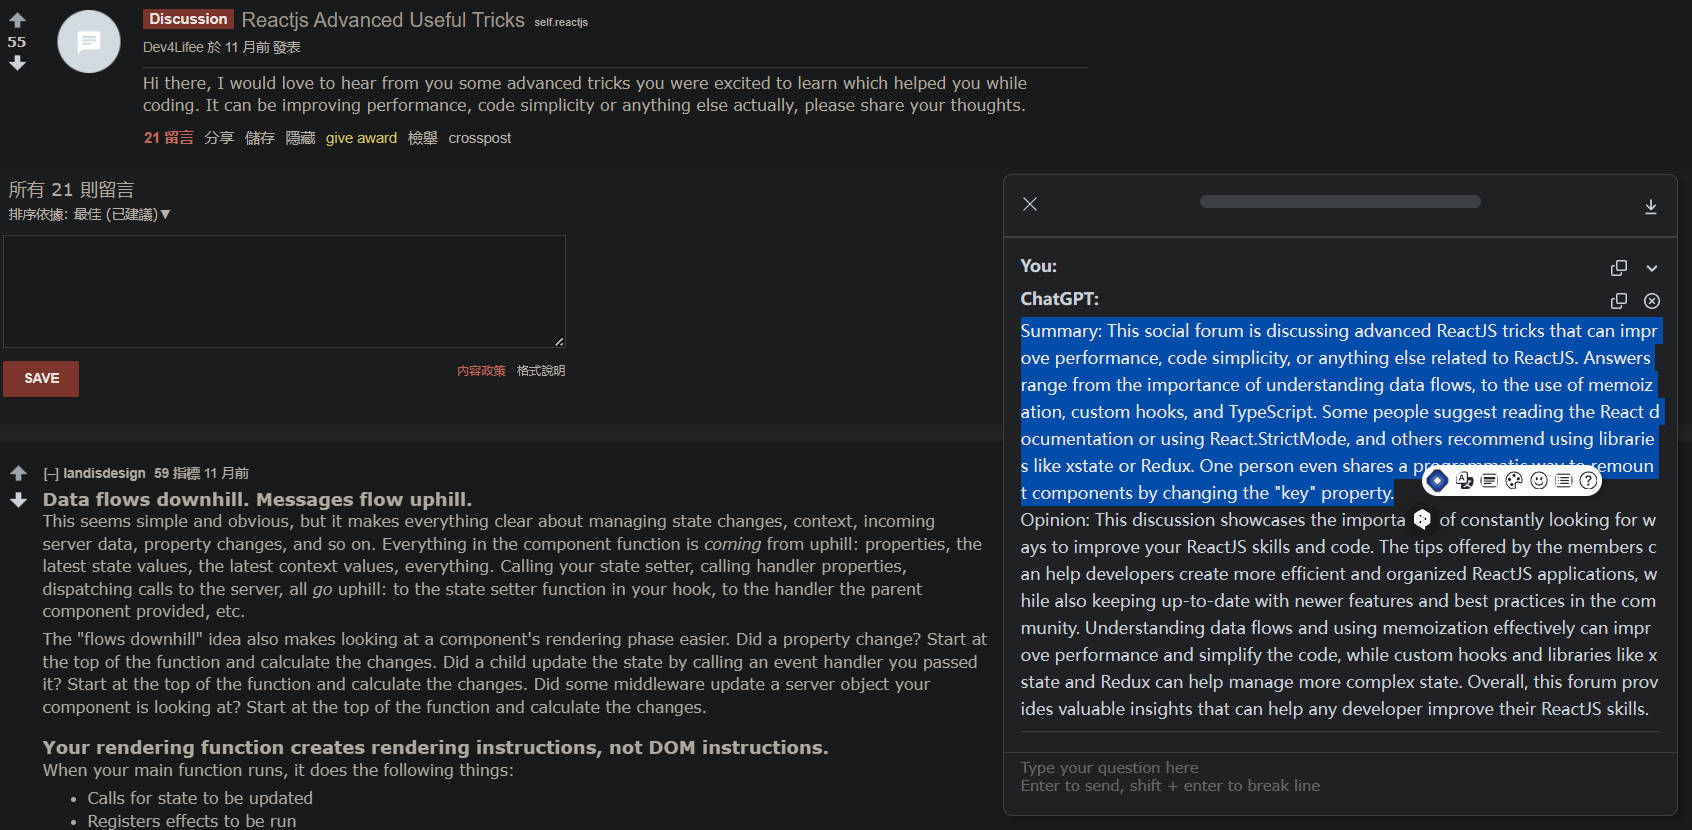 55
Discussion Reactjs Advanced Useful Tricks self.reactjs
Dev4Lifee 於 11 月前 發表
Hi there, I would love to hear from you some advanced tricks you were excited to learn which helped you while
coding. It can be improving performance, code simplicity or anything else actually, please share your thoughts.
21 留言 分享 儲存 隱藏 give award 檢舉 crosspost
所有 21 則留言
排序依據: 最佳 (已建議)▼
SAVE
內容政策 格式說明
[–] landisdesign 59 指標 11 月前
Data flows downhill. Messages flow uphill.
This seems simple and obvious, but it makes everything clear about managing state changes, context, incoming
server data, property changes, and so on. Everything in the component function is coming from uphill: properties, the
latest state values, the latest context values, everything. Calling your state setter, calling handler properties,
dispatching calls to the server, all go uphill: to the state setter function in your hook, to the handler the parent
component provided, etc.
The "flows downhill" idea also makes looking at a component's rendering phase easier. Did a property change? Start at
the top of the function and calculate the changes. Did a child update the state by calling an event handler you passed
it? Start at the top of the function and calculate the changes. Did some middleware update a server object your
component is looking at? Start at the top of the function and calculate the changes.
Your rendering function creates rendering instructions, not DOM instructions.
When your main function runs, it does the following things:
• Calls for state to be updated
• Registers effects to be run
You:
ChatGPT:
Summary: This social forum is discussing advanced ReactJS tricks that can impr
ove performance, code simplicity, or anything else related to ReactJS. Answers
range from the importance of understanding data flows, to the use of memoiz
ation, custom hooks, and TypeScript. Some people suggest reading the React d
ocumentation or using React.StrictMode, and others recommend using librarie
s like xstate or Redux. One person even shares a programmatic way to remoun
t components by changing the "key" property.
Opinion: This discussion showcases the importa of constantly looking for w
ays to improve your ReactJS skills and code. The tips offered by the members c
an help developers create more efficient and organized ReactJS applications, w
hile also keeping up-to-date with newer features and best practices in the com
munity. Understanding data flows and using memoization effectively can impr
ove performance and simplify the code, while custom hooks and libraries like x
state and Redux can help manage more complex state. Overall, this forum prov
ides valuable insights that can help any developer improve their ReactJS skills.
Type your question here
Enter to send, shift + enter to break line